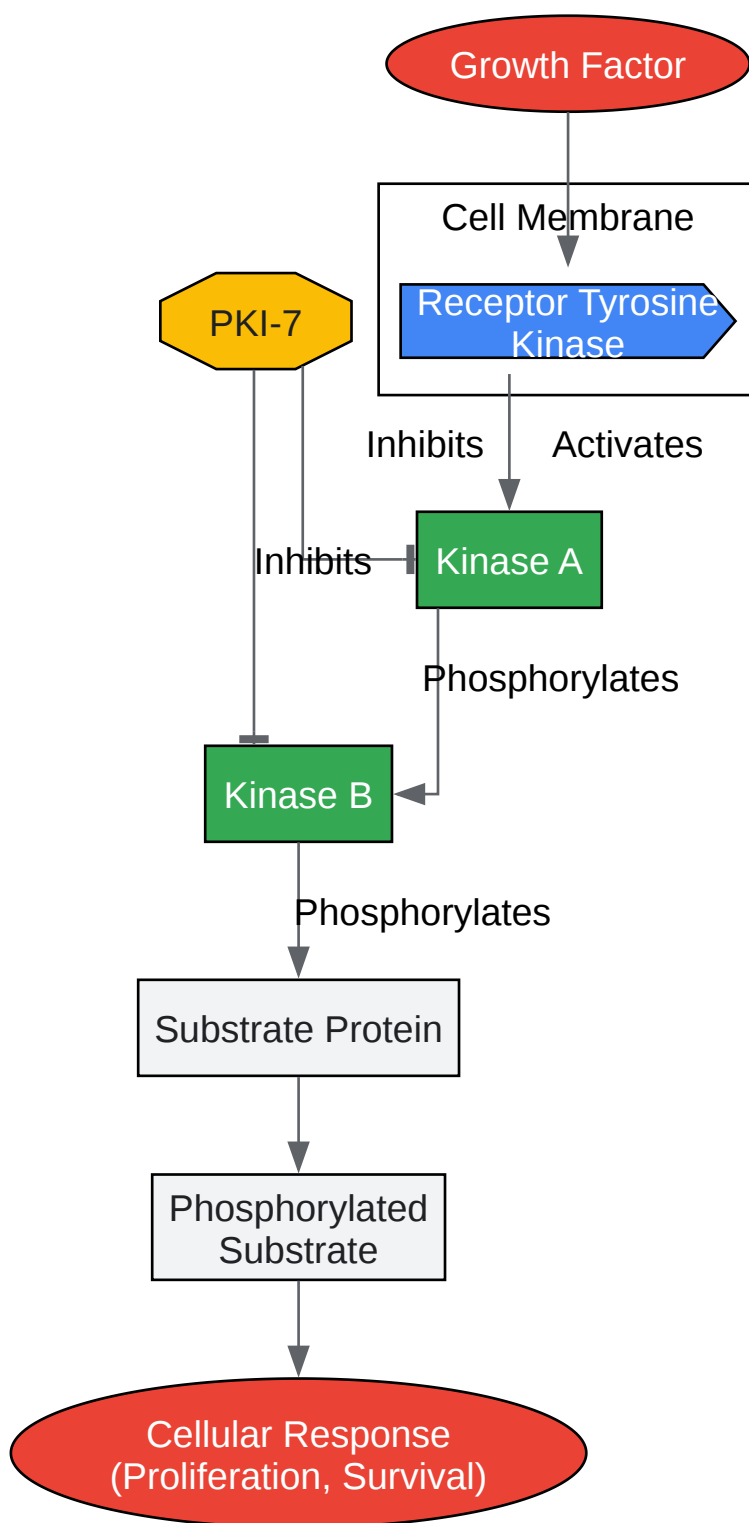 Growth Factor
Cell Membrane
Receptor Tyrosine
Kinase
PKI-7
Inhibits
Activates
Inhibits
Kinase A
Phosphorylates
Kinase B
Phosphorylates
Substrate Protein
Phosphorylated
Substrate
Cellular Response
(Proliferation, Survival)